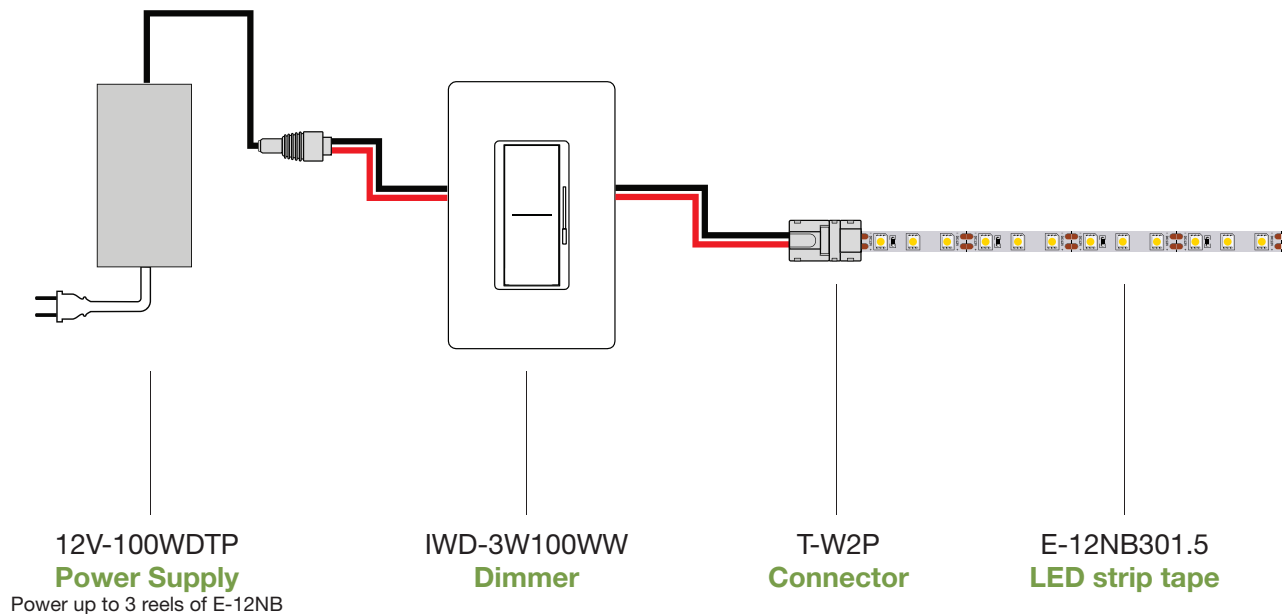 12V-100WDTP
Power Supply
Power up to 3 reels of E-12NB
IWD-3W100WW
Dimmer
T-W2P
Connector
E-12NB301.5
LED strip tape